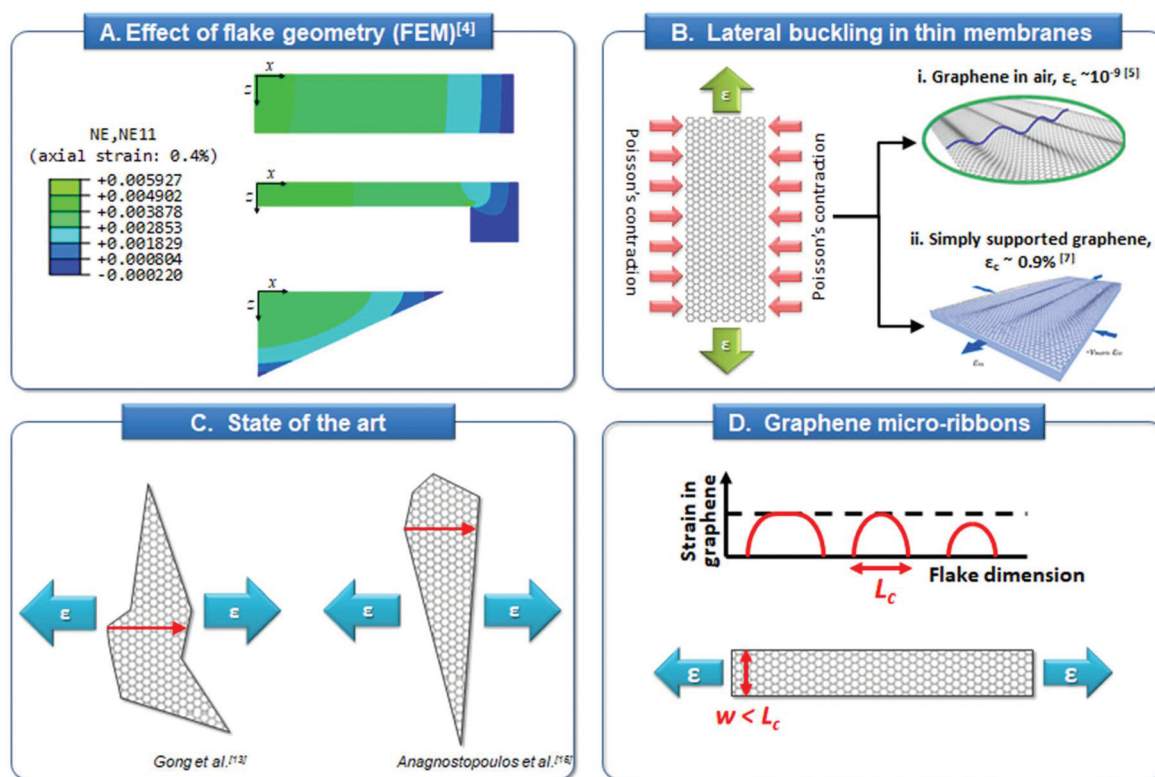 A. Effect of flake geometry (FEM)[4]
x
NE,NE11
(axial strain: 0.4%)
+0.005927
+0.004902
+0.003878
+0.002853
+0.001829
+0.000804
-0.000220
x
x
B. Lateral buckling in thin membranes
ε
Poisson's contraction
Poisson's contraction
ε
i. Graphene in air, εc ~10-9 [5]
ii. Simply supported graphene,
εc ~ 0.9% [7]
C. State of the art
ε
ε
ε
ε
Gong et al.[13]
Anagnostopoulos et al.[16]
D. Graphene micro-ribbons
Strain in
graphene
Flake dimension
Lc
ε
ε
w < Lc